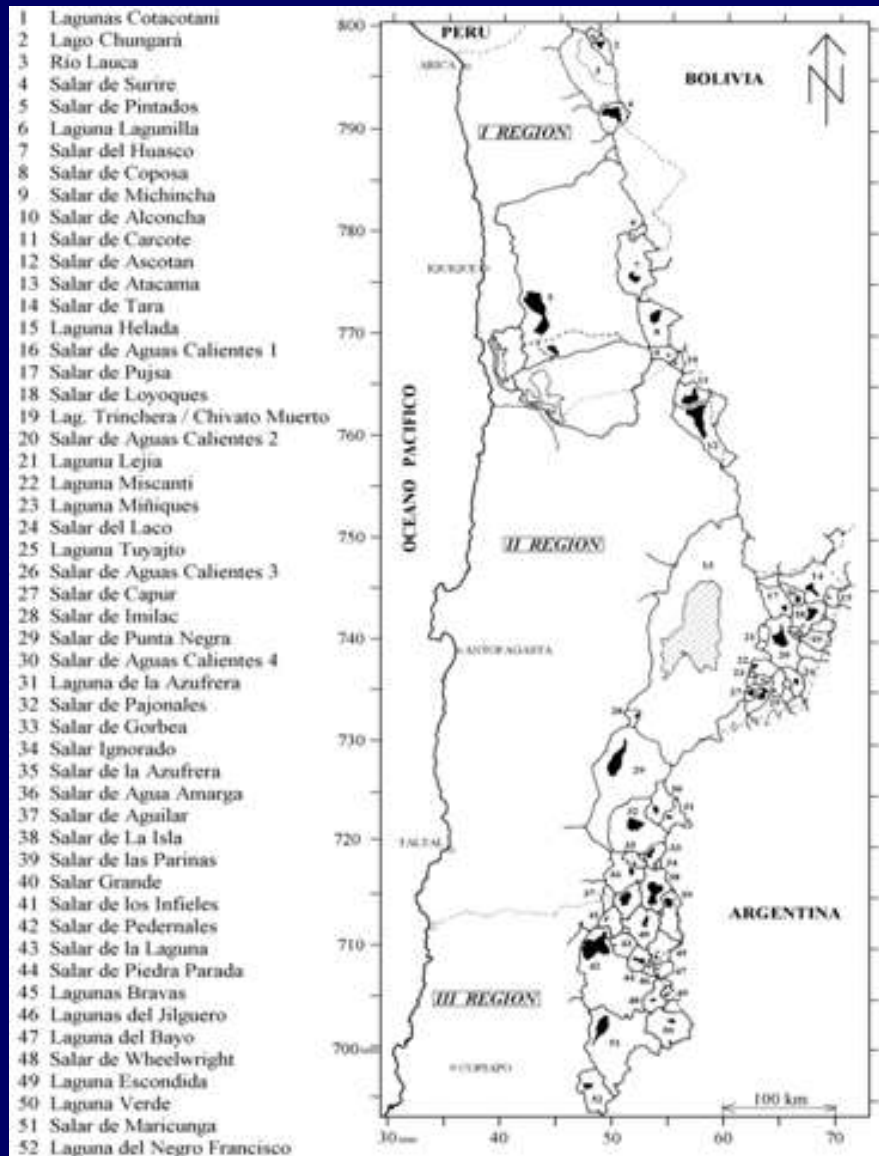 1 Lagunas Cotacotani
2 Lago Chungará
3 Río Lauca
4 Salar de Surire
5 Salar de Pintados
6 Laguna Lagunilla
7 Salar del Huasco
8 Salar de Coposa
9 Salar de Michincha
10 Salar de Alconcha
11 Salar de Carcote
12 Salar de Ascotan
13 Salar de Atacama
14 Salar de Tara
15 Laguna Helada
16 Salar de Aguas Calientes 1
17 Salar de Pujsa
18 Salar de Loyoques
19 Lag. Trinchera / Chivato Muerto
20 Salar de Aguas Calientes 2
21 Laguna Lejía
22 Laguna Miscanti
23 Laguna Miñiques
24 Salar del Laco
25 Laguna Tuyajto
26 Salar de Aguas Calientes 3
27 Salar de Capur
28 Salar de Imilac
29 Salar de Punta Negra
30 Salar de Aguas Calientes 4
31 Laguna de la Azufrera
32 Salar de Pajonales
33 Salar de Gorbea
34 Salar Ignorado
35 Salar de la Azufrera
36 Salar de Agua Amarga
37 Salar de Aguilar
38 Salar de La Isla
39 Salar de las Parinas
40 Salar Grande
41 Salar de los Infieles
42 Salar de Pedernales
43 Salar de la Laguna
44 Salar de Piedra Parada
45 Lagunas Bravas
46 Lagunas del Jilguero
47 Laguna del Bayo
48 Salar de Wheelwright
49 Laguna Escondida
50 Laguna Verde
51 Salar de Maricunga
52 Laguna del Negro Francisco
800
PERU
ARICA
BOLIVIA
N
790
I REGION
780
IQUIQUE
770
760
OCEANO PACIFICO
750
II REGION
13
740
ANTOFAGASTA
730
29
720
TALTAL
ARGENTINA
710
42
III REGION
700
51
COPIAPO
52
100 km
30
40
50
60
70